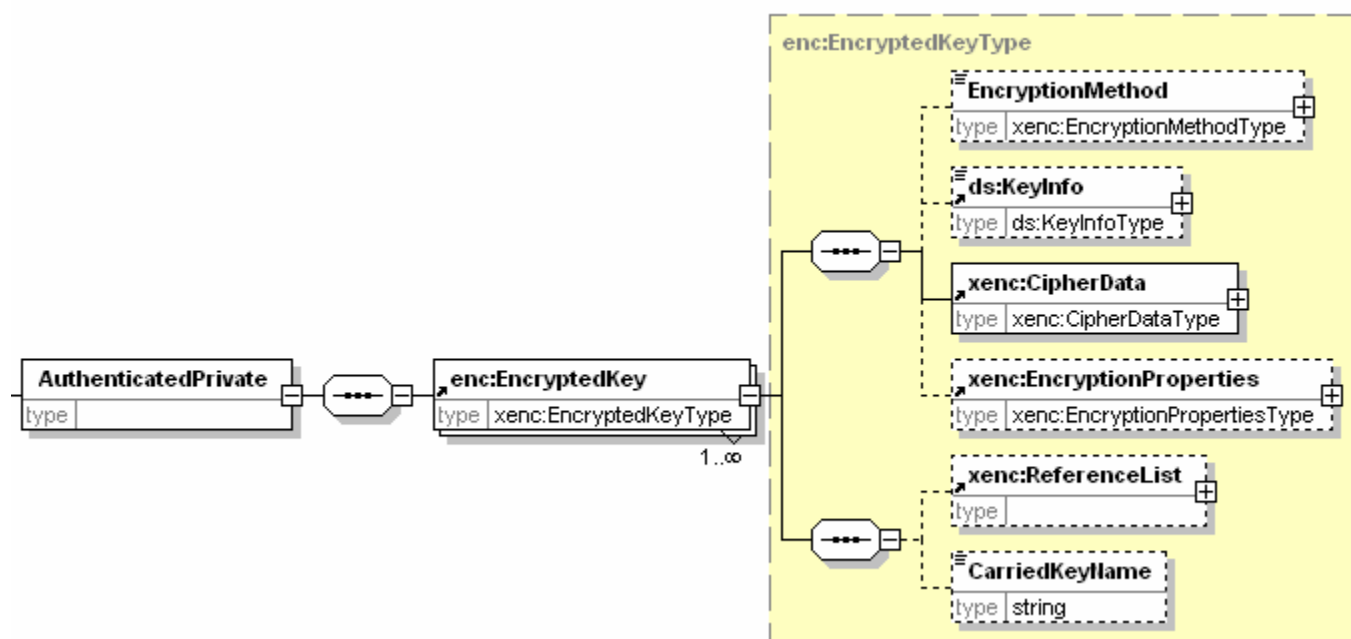 enc:EncryptedKeyType
EncryptionMethod
type xenc:EncryptionMethodType
ds:KeyInfo
type ds:KeyInfoType
xenc:CipherData
type xenc:CipherDataType
AuthenticatedPrivate
type
enc:EncryptedKey
type xenc:EncryptedKeyType
1..∞
xenc:EncryptionProperties
type xenc:EncryptionPropertiesType
xenc:ReferenceList
type
CarriedKeyName
type string